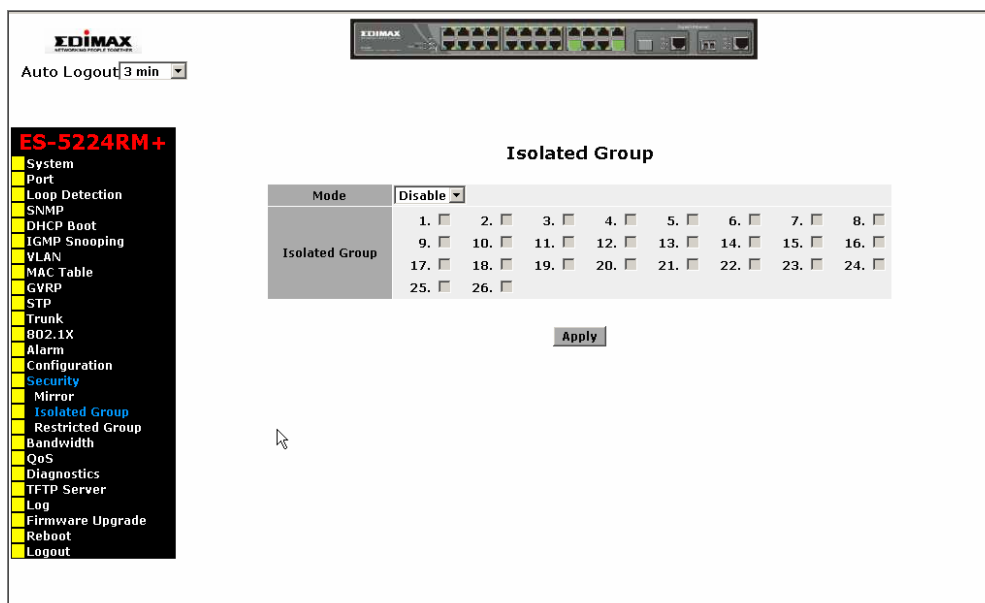 EDIMAX
NETWORKING PEOPLE TOGETHER
EDIMAX
Auto Logout 3 min
ES-5224RM+
System
Port
Loop Detection
SNMP
DHCP Boot
IGMP Snooping
VLAN
MAC Table
GVRP
STP
Trunk
802.1X
Alarm
Configuration
Security
Mirror
Isolated Group
Restricted Group
Bandwidth
QoS
Diagnostics
TFTP Server
Log
Firmware Upgrade
Reboot
Logout
Isolated Group
Mode Disable
Isolated Group
1. 2. 3. 4. 5. 6. 7. 8.
9. 10. 11. 12. 13. 14. 15. 16.
17. 18. 19. 20. 21. 22. 23. 24.
25. 26.
Apply